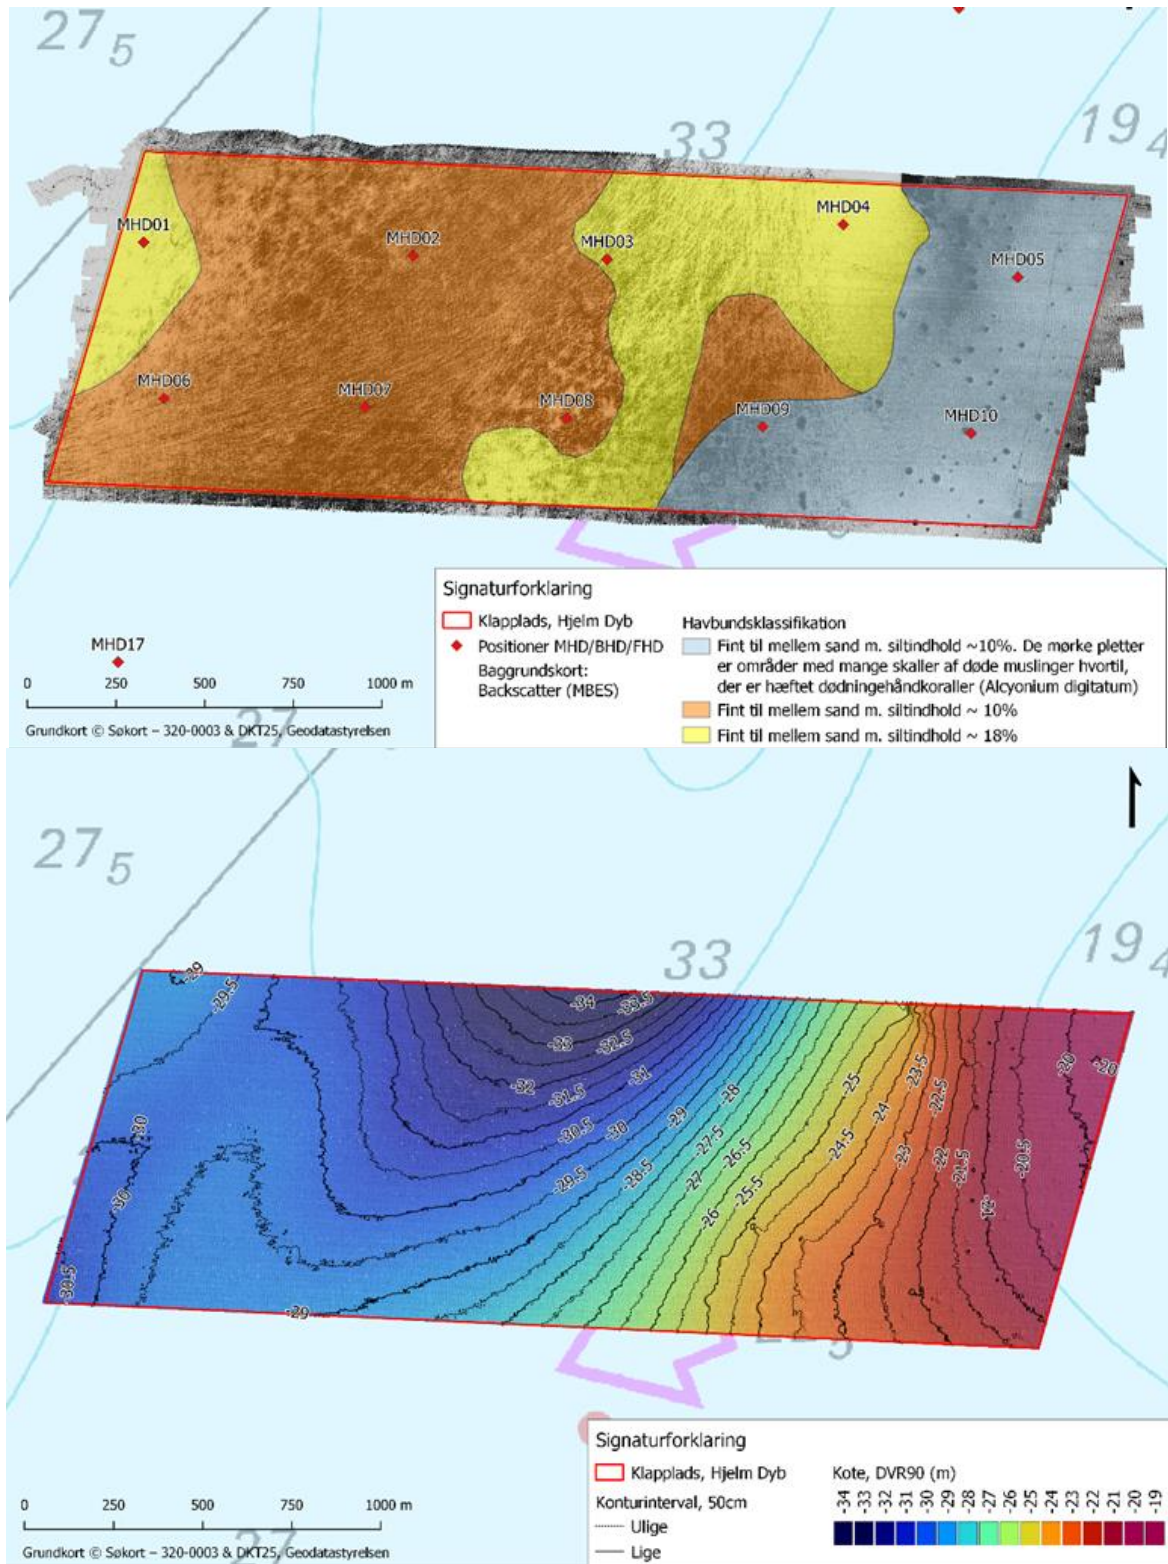 27 5
33
19 4
MHD01
MHD02
MHD03
MHD04
MHD05
MHD06
MHD07
MHD08
MHD09
MHD10
MHD17
0 250 500 750 1000 m
Grundkort © Søkort – 320-0003 & DKT25, Geodatastyrelsen
27
Signaturforklaring
Klapplads, Hjelm Dyb
Positioner MHD/BHD/FHD
Baggrundskort:
Backscatter (MBES)
Havbundsklassifikation
Fint til mellem sand m. siltindhold ~10%. De mørke pletter
er områder med mange skaller af døde muslinger hvortil,
der er hæftet dødningehåndkoraller (Alcyonium digitatum)
Fint til mellem sand m. siltindhold ~ 10%
Fint til mellem sand m. siltindhold ~ 18%
27 5
33
19 4
-29
-29.5
-34
-33.5
-33
-32.5
-32
-31.5
-31
-30.5
-30
-29.5
-29
-28.5
-28
-27.5
-27
-26.5
-26
-25.5
-25
-24.5
-24
-23.5
-23
-22.5
-22
-21.5
-21
-20.5
-20
-20
-30
-30
-30.5
-29
5
0 250 500 750 1000 m
Grundkort © Søkort – 320-0003 & DKT25, Geodatastyrelsen
27
Signaturforklaring
Klapplads, Hjelm Dyb
Konturinterval, 50cm
Ulige
Lige
Kote, DVR90 (m)
-34 -33 -32 -31 -30 -29 -28 -27 -26 -25 -24 -23 -22 -21 -20 -19